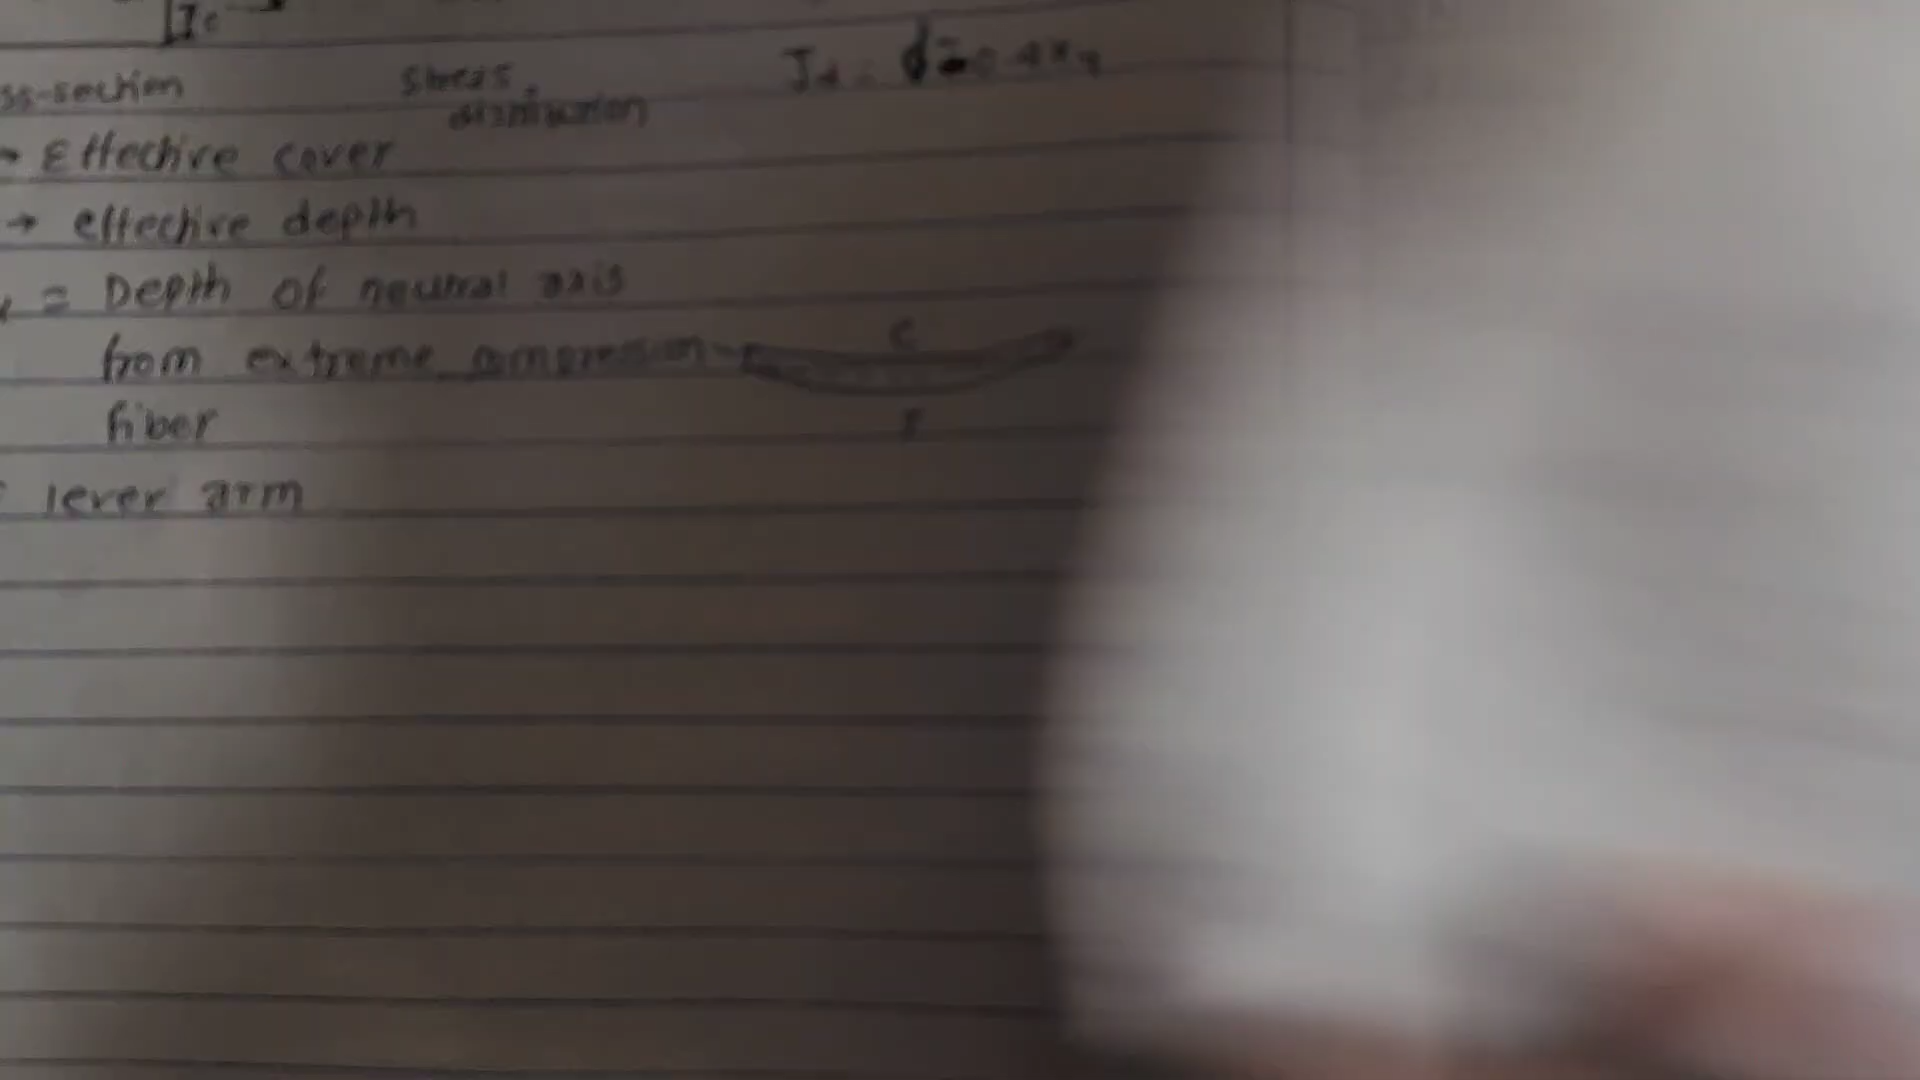 ss-section
stress
distribution
→ Effective cover
→ effective depth
= Depth of neutral axis
from extreme compression
fiber
C
T
lever arm